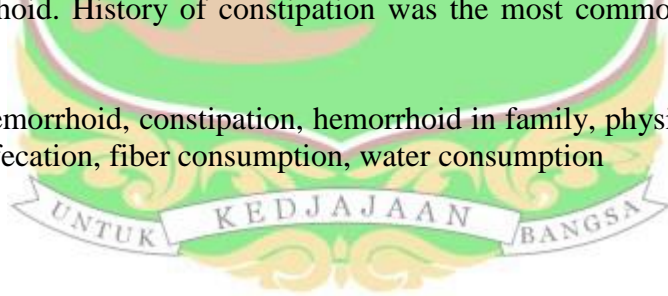 hoid. History of constipation was the most commo
emorrhoid, constipation, hemorrhoid in family, physi
fecation, fiber consumption, water consumption
UNTUK KEDJAJAAN BANGSA